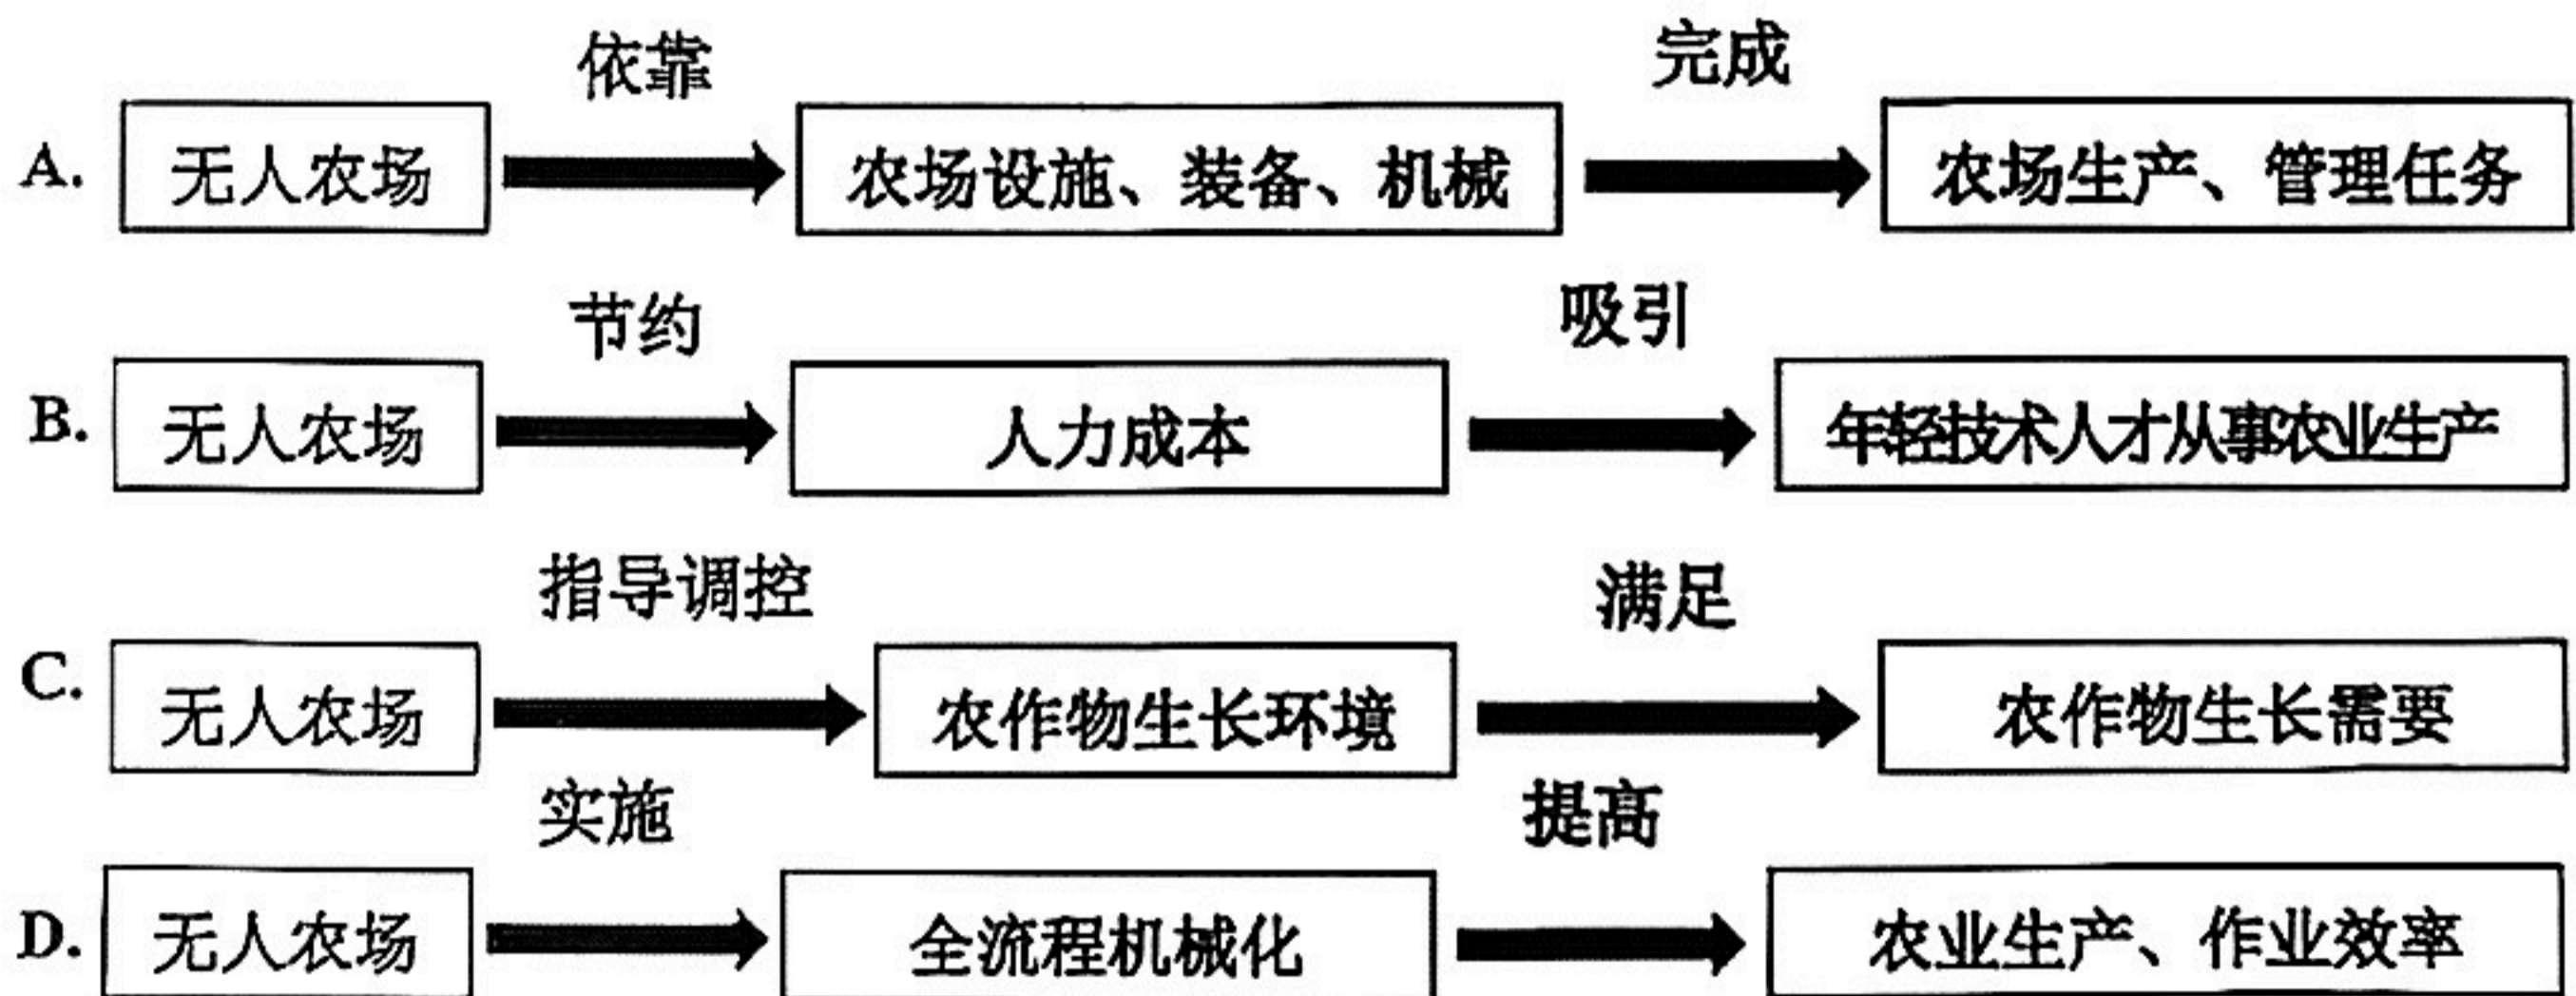 依靠 完成
A. 无人农场 农场设施、装备、机械 农场生产、管理任务
节约 吸引
B. 无人农场 人力成本 年轻技术人才从事农业生产
指导调控 满足
C. 无人农场 农作物生长环境 农作物生长需要
实施 提高
D. 无人农场 全流程机械化 农业生产、作业效率